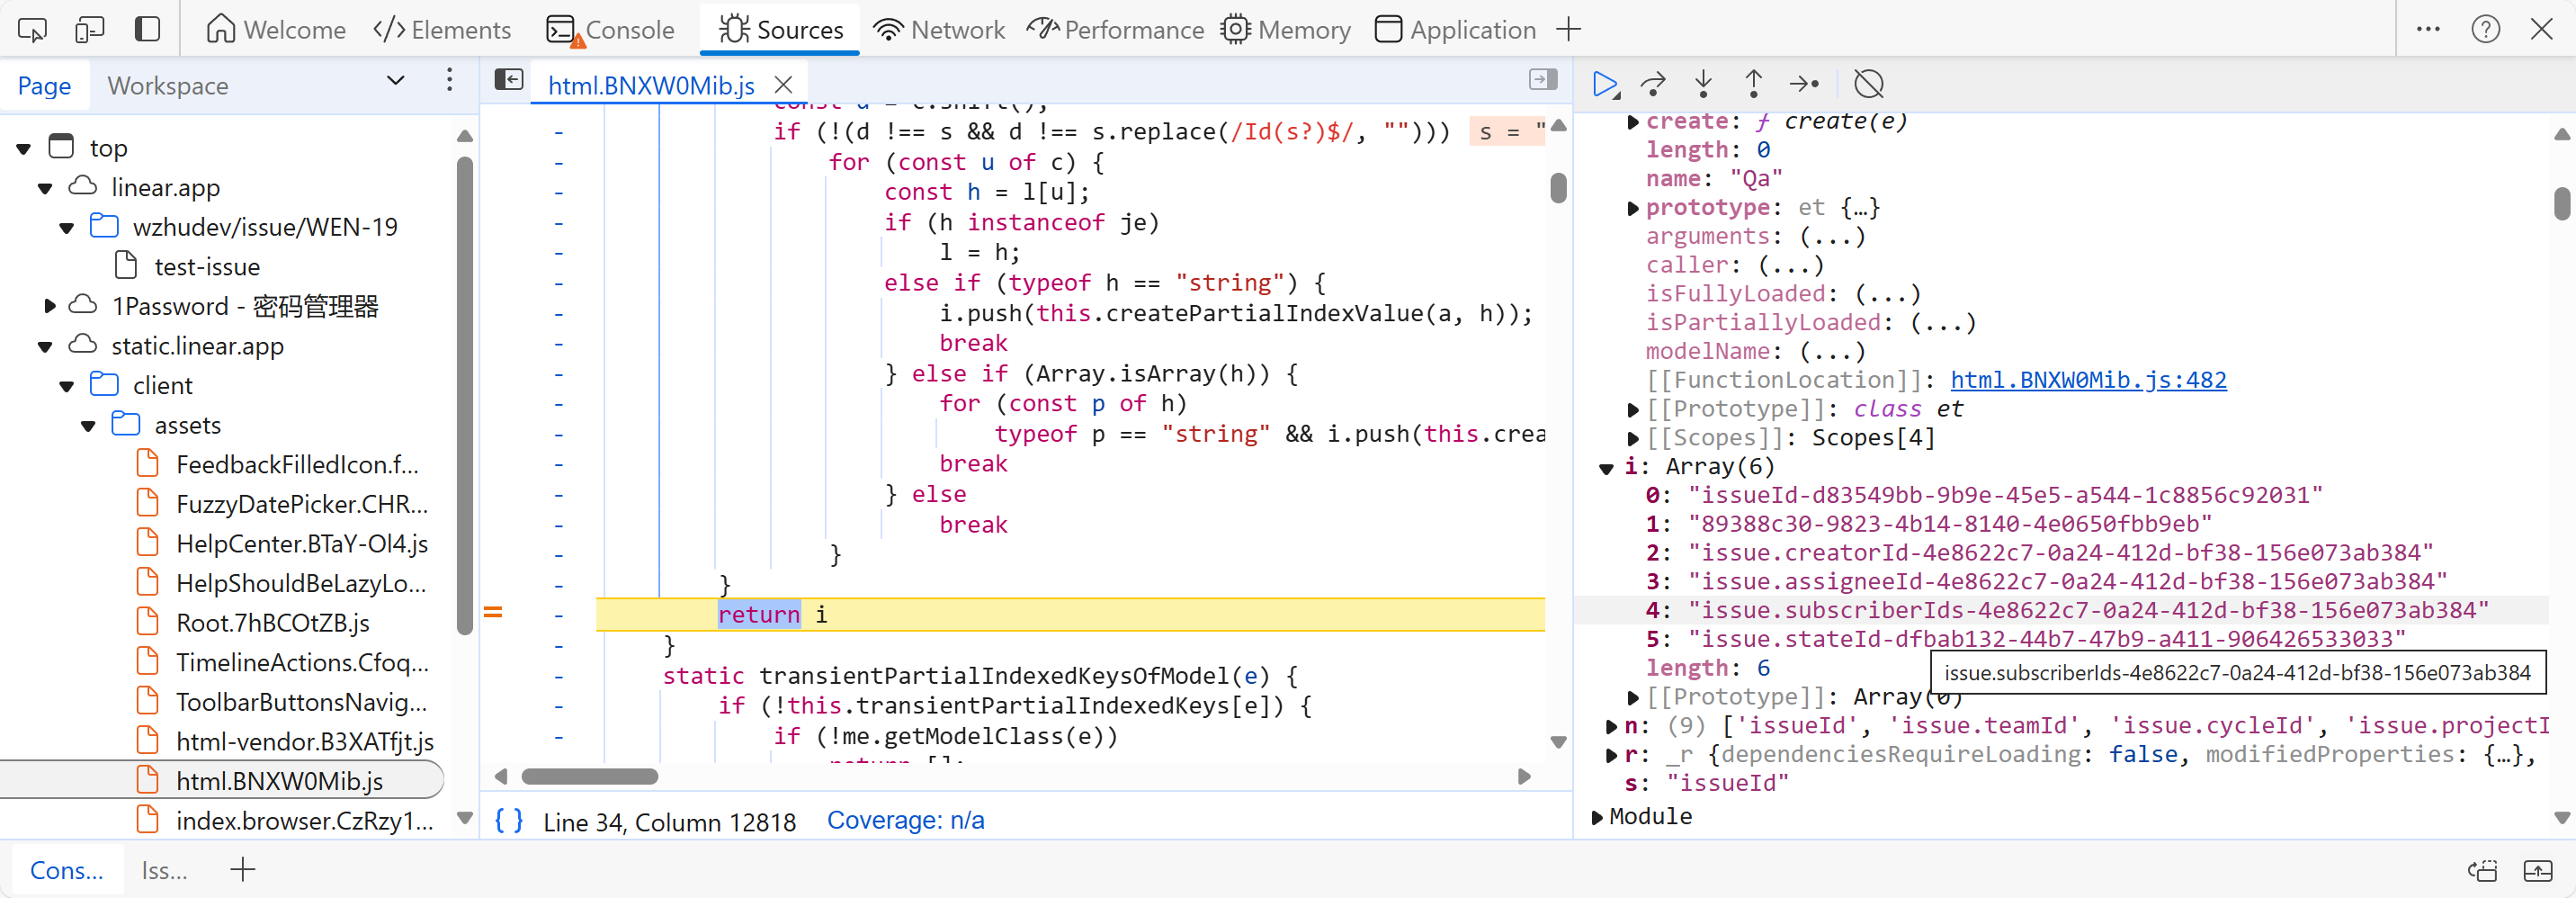 Welcome Elements Console Sources Network Performance Memory Application
Page Workspace
top
linear.app
wzhudev/issue/WEN-19
test-issue
1Password - 密码管理器
static.linear.app
client
assets
FeedbackFilledIcon.f...
FuzzyDatePicker.CHR...
HelpCenter.BTaY-Ol4.js
HelpShouldBeLazyLo...
Root.7hBCOtZB.js
TimelineActions.Cfoq...
ToolbarButtonsNavig...
html-vendor.B3XATfjt.js
html.BNXW0Mib.js
index.browser.CzRzy1...
html.BNXW0Mib.js
const d = c.shift();
if (!(d !== s && d !== s.replace(/Id(s?)$/, ""))) s = "
for (const u of c) {
const h = l[u];
if (h instanceof je)
l = h;
else if (typeof h == "string") {
i.push(this.createPartialIndexValue(a, h));
break
} else if (Array.isArray(h)) {
for (const p of h)
typeof p == "string" && i.push(this.crea
break
} else
break
}
}
return i
}
static transientPartialIndexedKeysOfModel(e) {
if (!this.transientPartialIndexedKeys[e]) {
if (!me.getModelClass(e))
return [];
{ } Line 34, Column 12818 Coverage: n/a
create: ƒ create(e)
length: 0
name: "Qa"
prototype: et {…}
arguments: (...)
caller: (...)
isFullyLoaded: (...)
isPartiallyLoaded: (...)
modelName: (...)
[[FunctionLocation]]: html.BNXW0Mib.js:482
[[Prototype]]: class et
[[Scopes]]: Scopes[4]
i: Array(6)
0: "issueId-d83549bb-9b9e-45e5-a544-1c8856c92031"
1: "89388c30-9823-4b14-8140-4e0650fbb9eb"
2: "issue.creatorId-4e8622c7-0a24-412d-bf38-156e073ab384"
3: "issue.assigneeId-4e8622c7-0a24-412d-bf38-156e073ab384"
4: "issue.subscriberIds-4e8622c7-0a24-412d-bf38-156e073ab384"
5: "issue.stateId-dfbab132-44b7-47b9-a411-906426533033"
length: 6
issue.subscriberIds-4e8622c7-0a24-412d-bf38-156e073ab384
[[Prototype]]: Array(0)
n: (9) ['issueId', 'issue.teamId', 'issue.cycleId', 'issue.projectI
r: _r {dependenciesRequireLoading: false, modifiedProperties: {…},
s: "issueId"
Module
Cons... Iss...